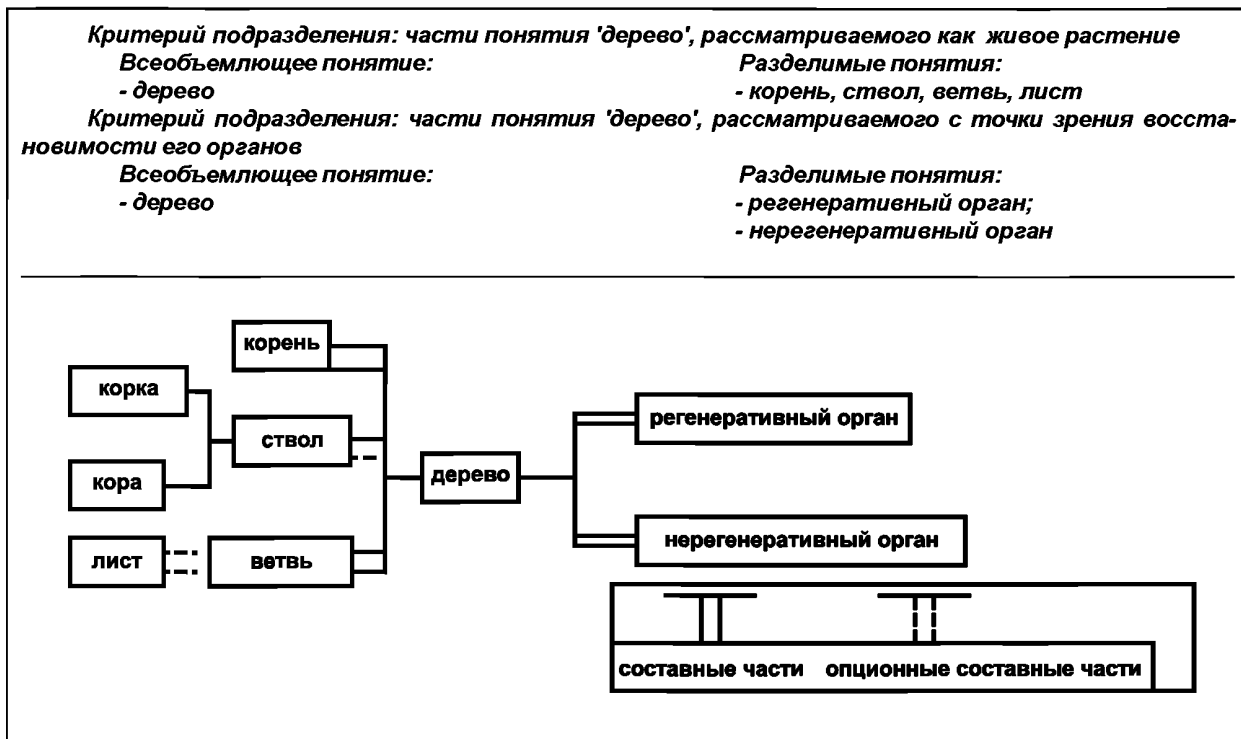 Критерий подразделения: части понятия 'дерево', рассматриваемого как живое растение
Всеобъемлющее понятие: Разделимые понятия:
- дерево - корень, ствол, ветвь, лист
Критерий подразделения: части понятия 'дерево', рассматриваемого с точки зрения восста-
новимости его органов
Всеобъемлющее понятие: Разделимые понятия:
- дерево - регенеративный орган;
- нерегенеративный орган
корень
корка
регенеративный орган
ствол
дерево
кора
нерегенеративный орган
лист ветвь
составные части опционные составные части